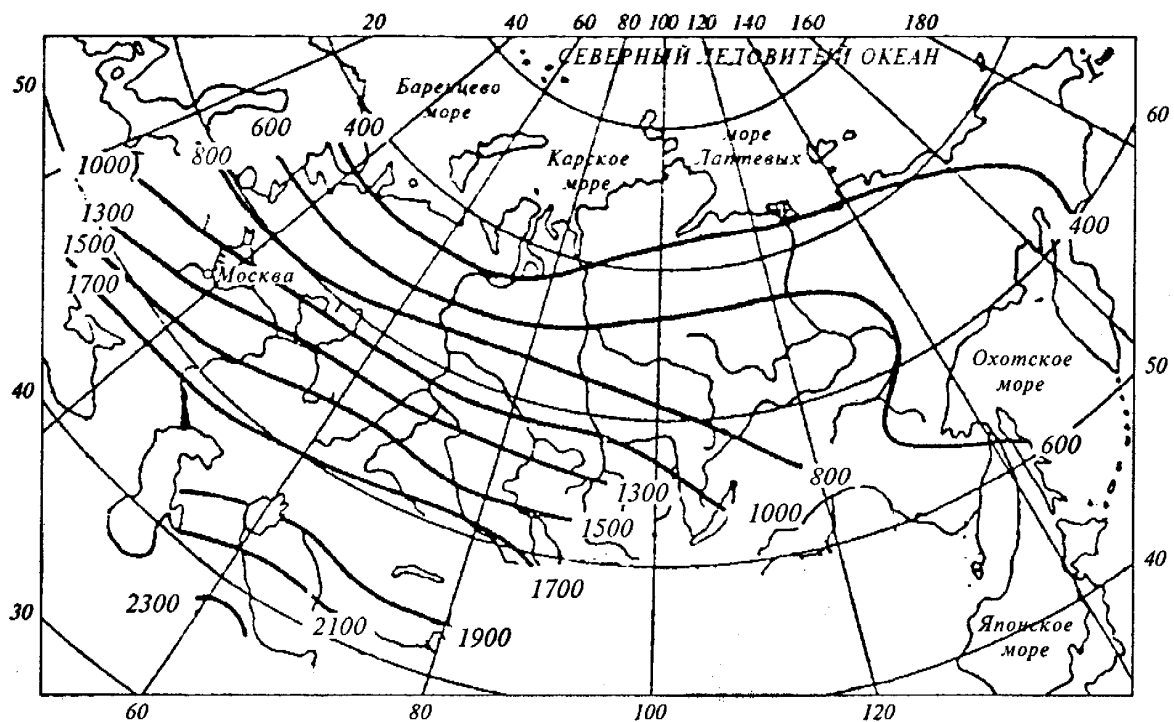 20 40 60 80 100 120 140 160 180
СЕВЕРНЫЙ ЛЕДОВИТЫЙ ОКЕАН
50
Баренцево
море
600 400
60
море
Лаптевых
800
1000
Карское
море
1300
400
1500
Москва
1700
Охотское
море
50
40
600
800
1300
1000
1500
40
1700
2300
30
2100
1900
Японское
море
60 80 100 120